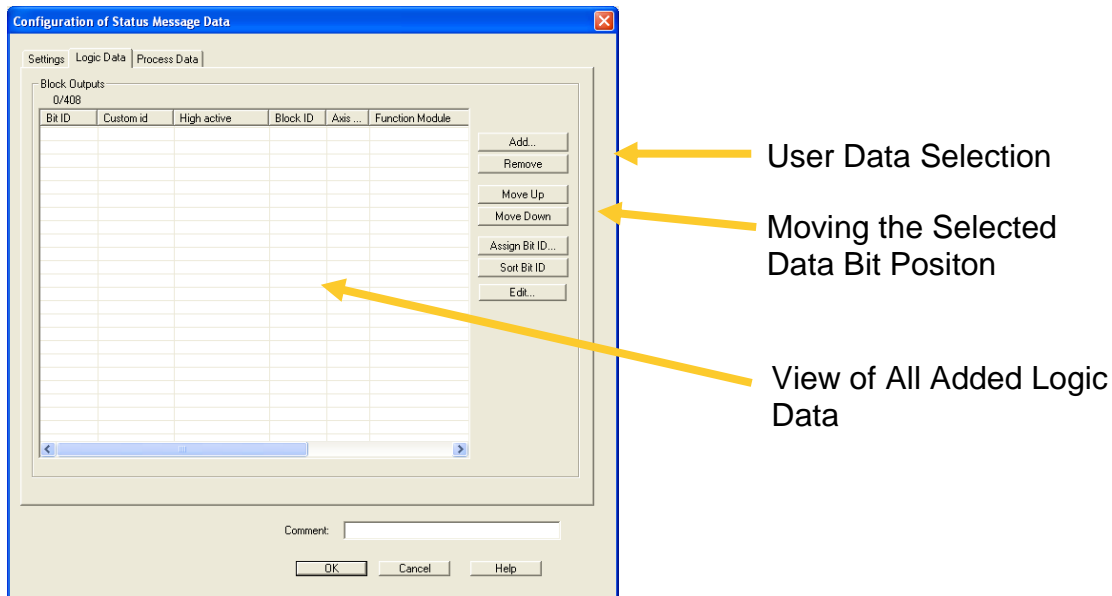 Configuration of Status Message Data
Settings Logic Data Process Data
Block Outputs
0/408
Bit ID Custom id High active Block ID Axis ... Function Module
Add...
Remove
Move Up
Move Down
Assign Bit ID...
Sort Bit ID
Edit...
User Data Selection
Moving the Selected
Data Bit Positon
View of All Added Logic
Data
Comment:
OK Cancel Help